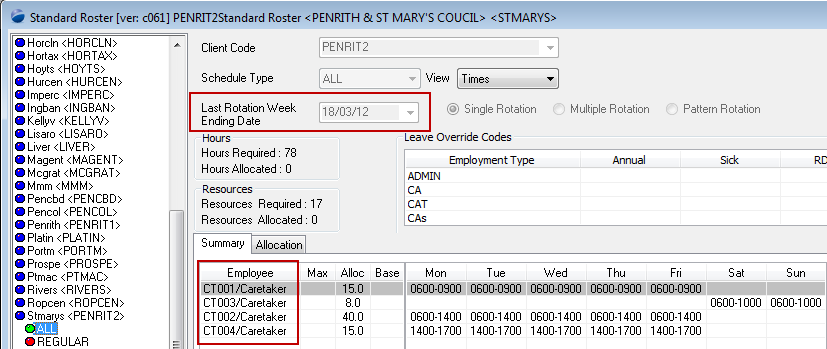 Standard Roster [ver: c061] PENRIT2Standard Roster <PENRITH & ST MARY'S COUCIL> <STMARYS>
Horcln <HORCLN>
Hortax <HORTAX>
Hoyts <HOYTS>
Hurcen <HURCEN>
Imperc <IMPERC>
Ingban <INGBAN>
Kellyv <KELLYV>
Lisaro <LISARO>
Liver <LIVER>
Magent <MAGENT>
Mcgrat <MCGRAT>
Mmm <MMM>
Pencbd <PENCBD>
Pencol <PENCOL>
Penrith <PENRIT1>
Platin <PLATIN>
Portm <PORTM>
Prospe <PROSPE>
Ptmac <PTMAC>
Rivers <RIVERS>
Ropcen <ROPCEN>
Stmarys <PENRIT2>
ALL
REGULAR
Client Code PENRIT2
Schedule Type ALL View Times
Last Rotation Week
Ending Date 18/03/12 Single Rotation Multiple Rotation Pattern Rotation
Hours
Hours Required : 78
Hours Allocated : 0
Resources
Resources Required : 17
Resources Allocated : 0
Leave Override Codes
Employment Type Annual Sick RD
ADMIN
CA
CAT
CAs
Summary Allocation
Employee Max Alloc Base Mon Tue Wed Thu Fri Sat Sun
CT001/Caretaker 15.0 0600-0900 0600-0900 0600-0900 0600-0900 0600-0900
CT003/Caretaker 8.0 0600-1000 0600-1000
CT002/Caretaker 40.0 0600-1400 0600-1400 0600-1400 0600-1400 0600-1400
CT004/Caretaker 15.0 1400-1700 1400-1700 1400-1700 1400-1700 1400-1700